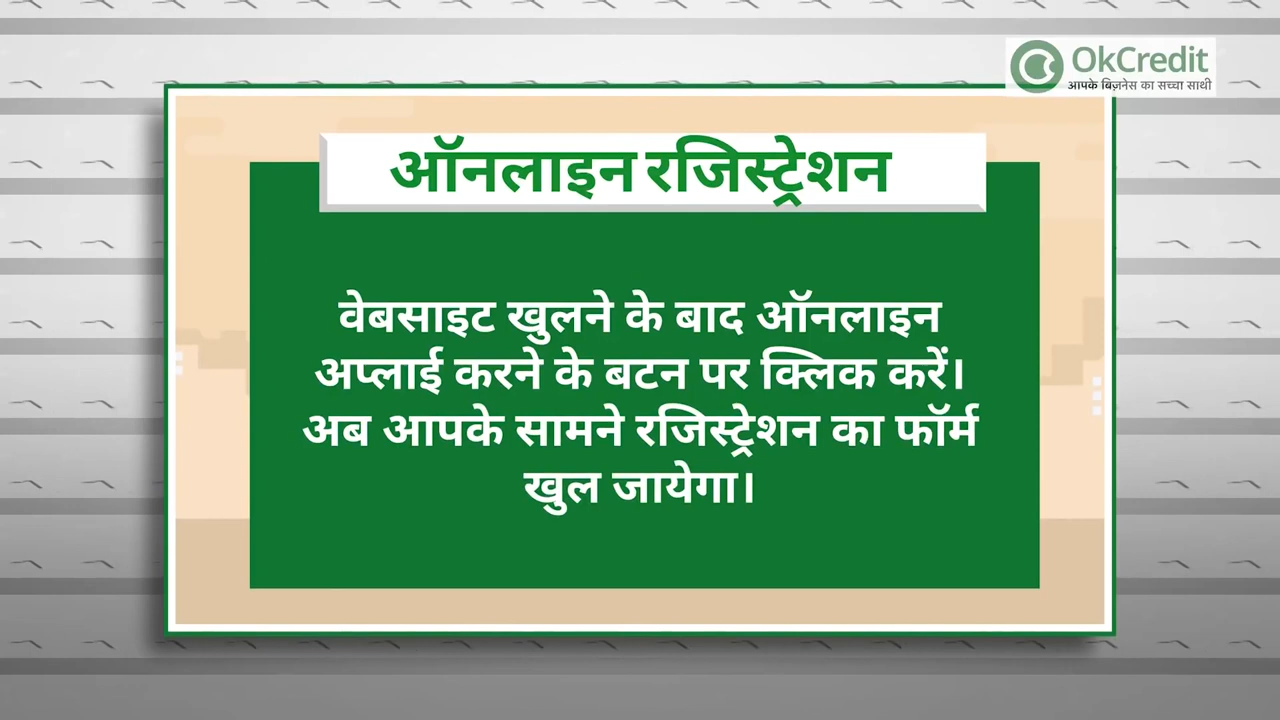 OkCredit
आपके बिज़नेस का सच्चा साथी
ऑनलाइन रजिस्ट्रेशन
वेबसाइट खुलने के बाद ऑनलाइन
अप्लाई करने के बटन पर क्लिक करें।
अब आपके सामने रजिस्ट्रेशन का फॉर्म
खुल जायेगा।